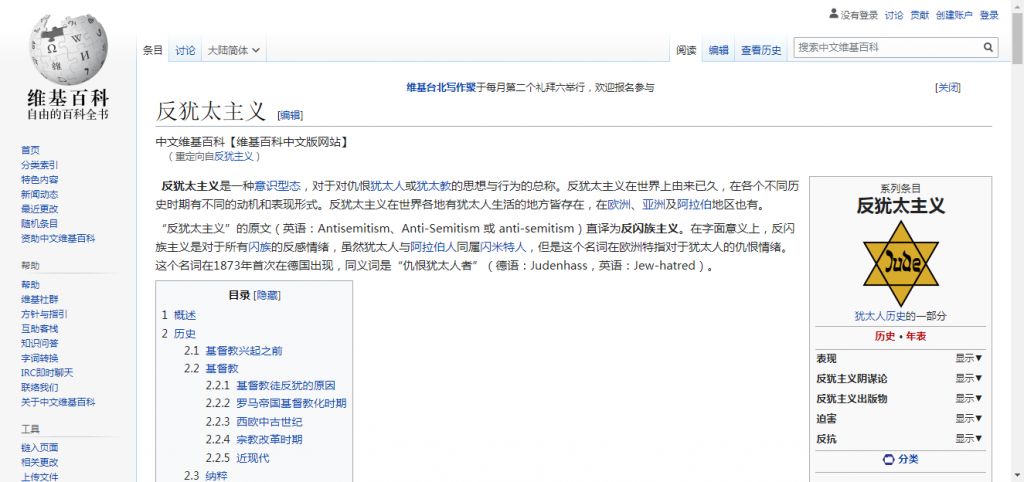 没有登录 讨论 贡献 创建账户 登录
条目 讨论 大陆简体 阅读 编辑 查看历史 搜索中文维基百科
维基百科
自由的百科全书
首页
分类索引
特色内容
新闻动态
最近更改
随机条目
资助中文维基百科
帮助
帮助
维基社群
方针与指引
互助客栈
知识问答
字词转换
IRC即时聊天
联络我们
关于中文维基百科
工具
链入页面
相关更改
上传文件
维基台北写作聚于每月第二个礼拜六举行，欢迎报名参与 [关闭]
反犹太主义 [编辑]
中文维基百科【维基百科中文版网站】
（重定向自反犹主义）
反犹太主义是一种意识型态，对于对仇恨犹太人或犹太教的思想与行为的总称。反犹太主义在世界上由来已久，在各个不同历
史时期有不同的动机和表现形式。反犹太主义在世界各地有犹太人生活的地方皆存在，在欧洲、亚洲及阿拉伯地区也有。
“反犹太主义”的原文（英语：Antisemitism、Anti-Semitism 或 anti-semitism）直译为反闪族主义。在字面意义上，反闪
族主义是对于所有闪族的反感情绪，虽然犹太人与阿拉伯人同属闪米特人，但是这个名词在欧洲特指对于犹太人的仇恨情绪。
这个名词在1873年首次在德国出现，同义词是“仇恨犹太人者”（德语：Judenhass，英语：Jew-hatred）。
目录 [隐藏]
1 概述
2 历史
2.1 基督教兴起之前
2.2 基督教
2.2.1 基督教徒反犹的原因
2.2.2 罗马帝国基督教化时期
2.2.3 西欧中古世纪
2.2.4 宗教改革时期
2.2.5 近现代
2.3 纳粹
系列条目
反犹太主义
Jude
犹太人历史的一部分
历史 • 年表
表现 显示▼
反犹太主义阴谋论 显示▼
反犹太主义出版物 显示▼
迫害 显示▼
反抗 显示▼
分类